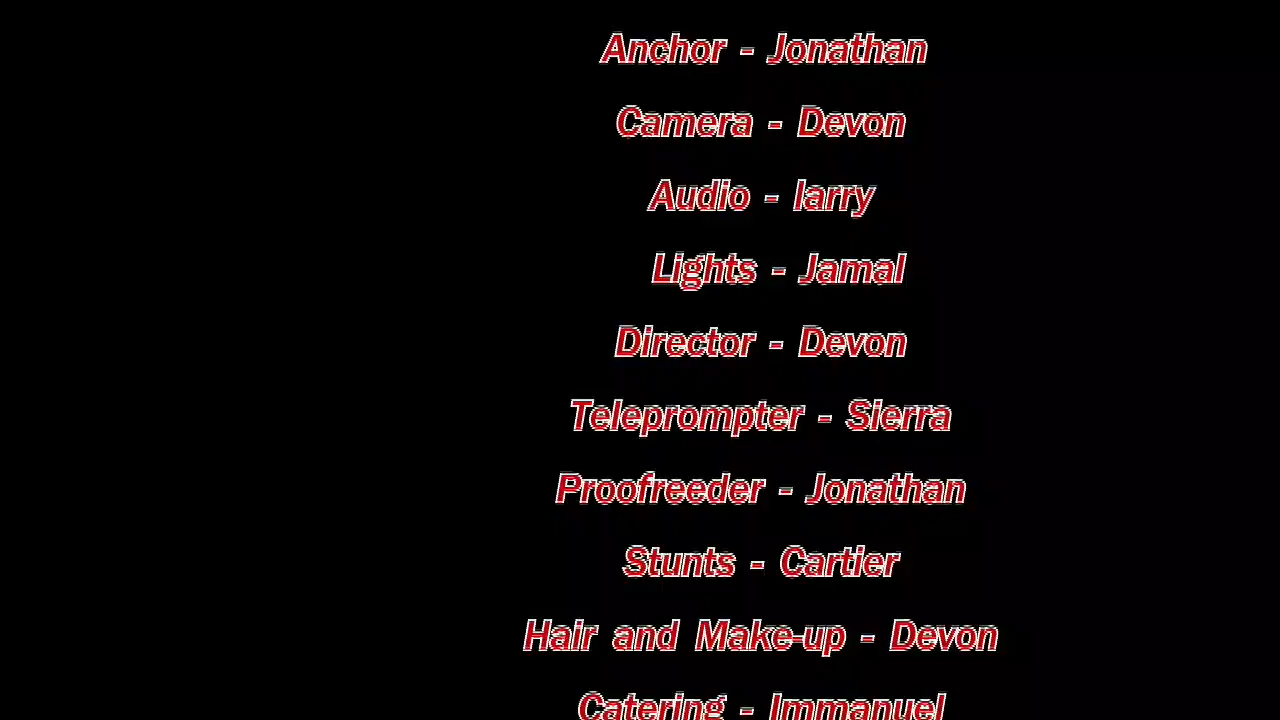 Anchor - Jonathan
Camera - Devon
Audio - larry
Lights - Jamal
Director - Devon
Teleprompter - Sierra
Proofreeder - Jonathan
Stunts - Cartier
Hair and Make-up - Devon
Catering - Immanuel